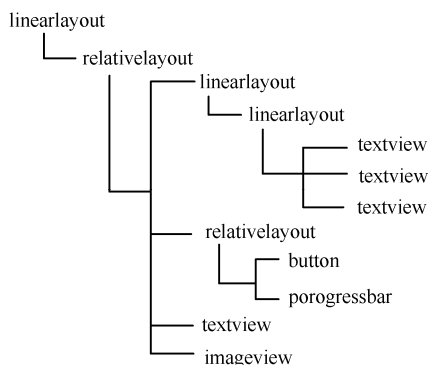 linearlayout
relativelayout
linearlayout
linearlayout
textview
textview
textview
relativelayout
button
porogressbar
textview
imageview